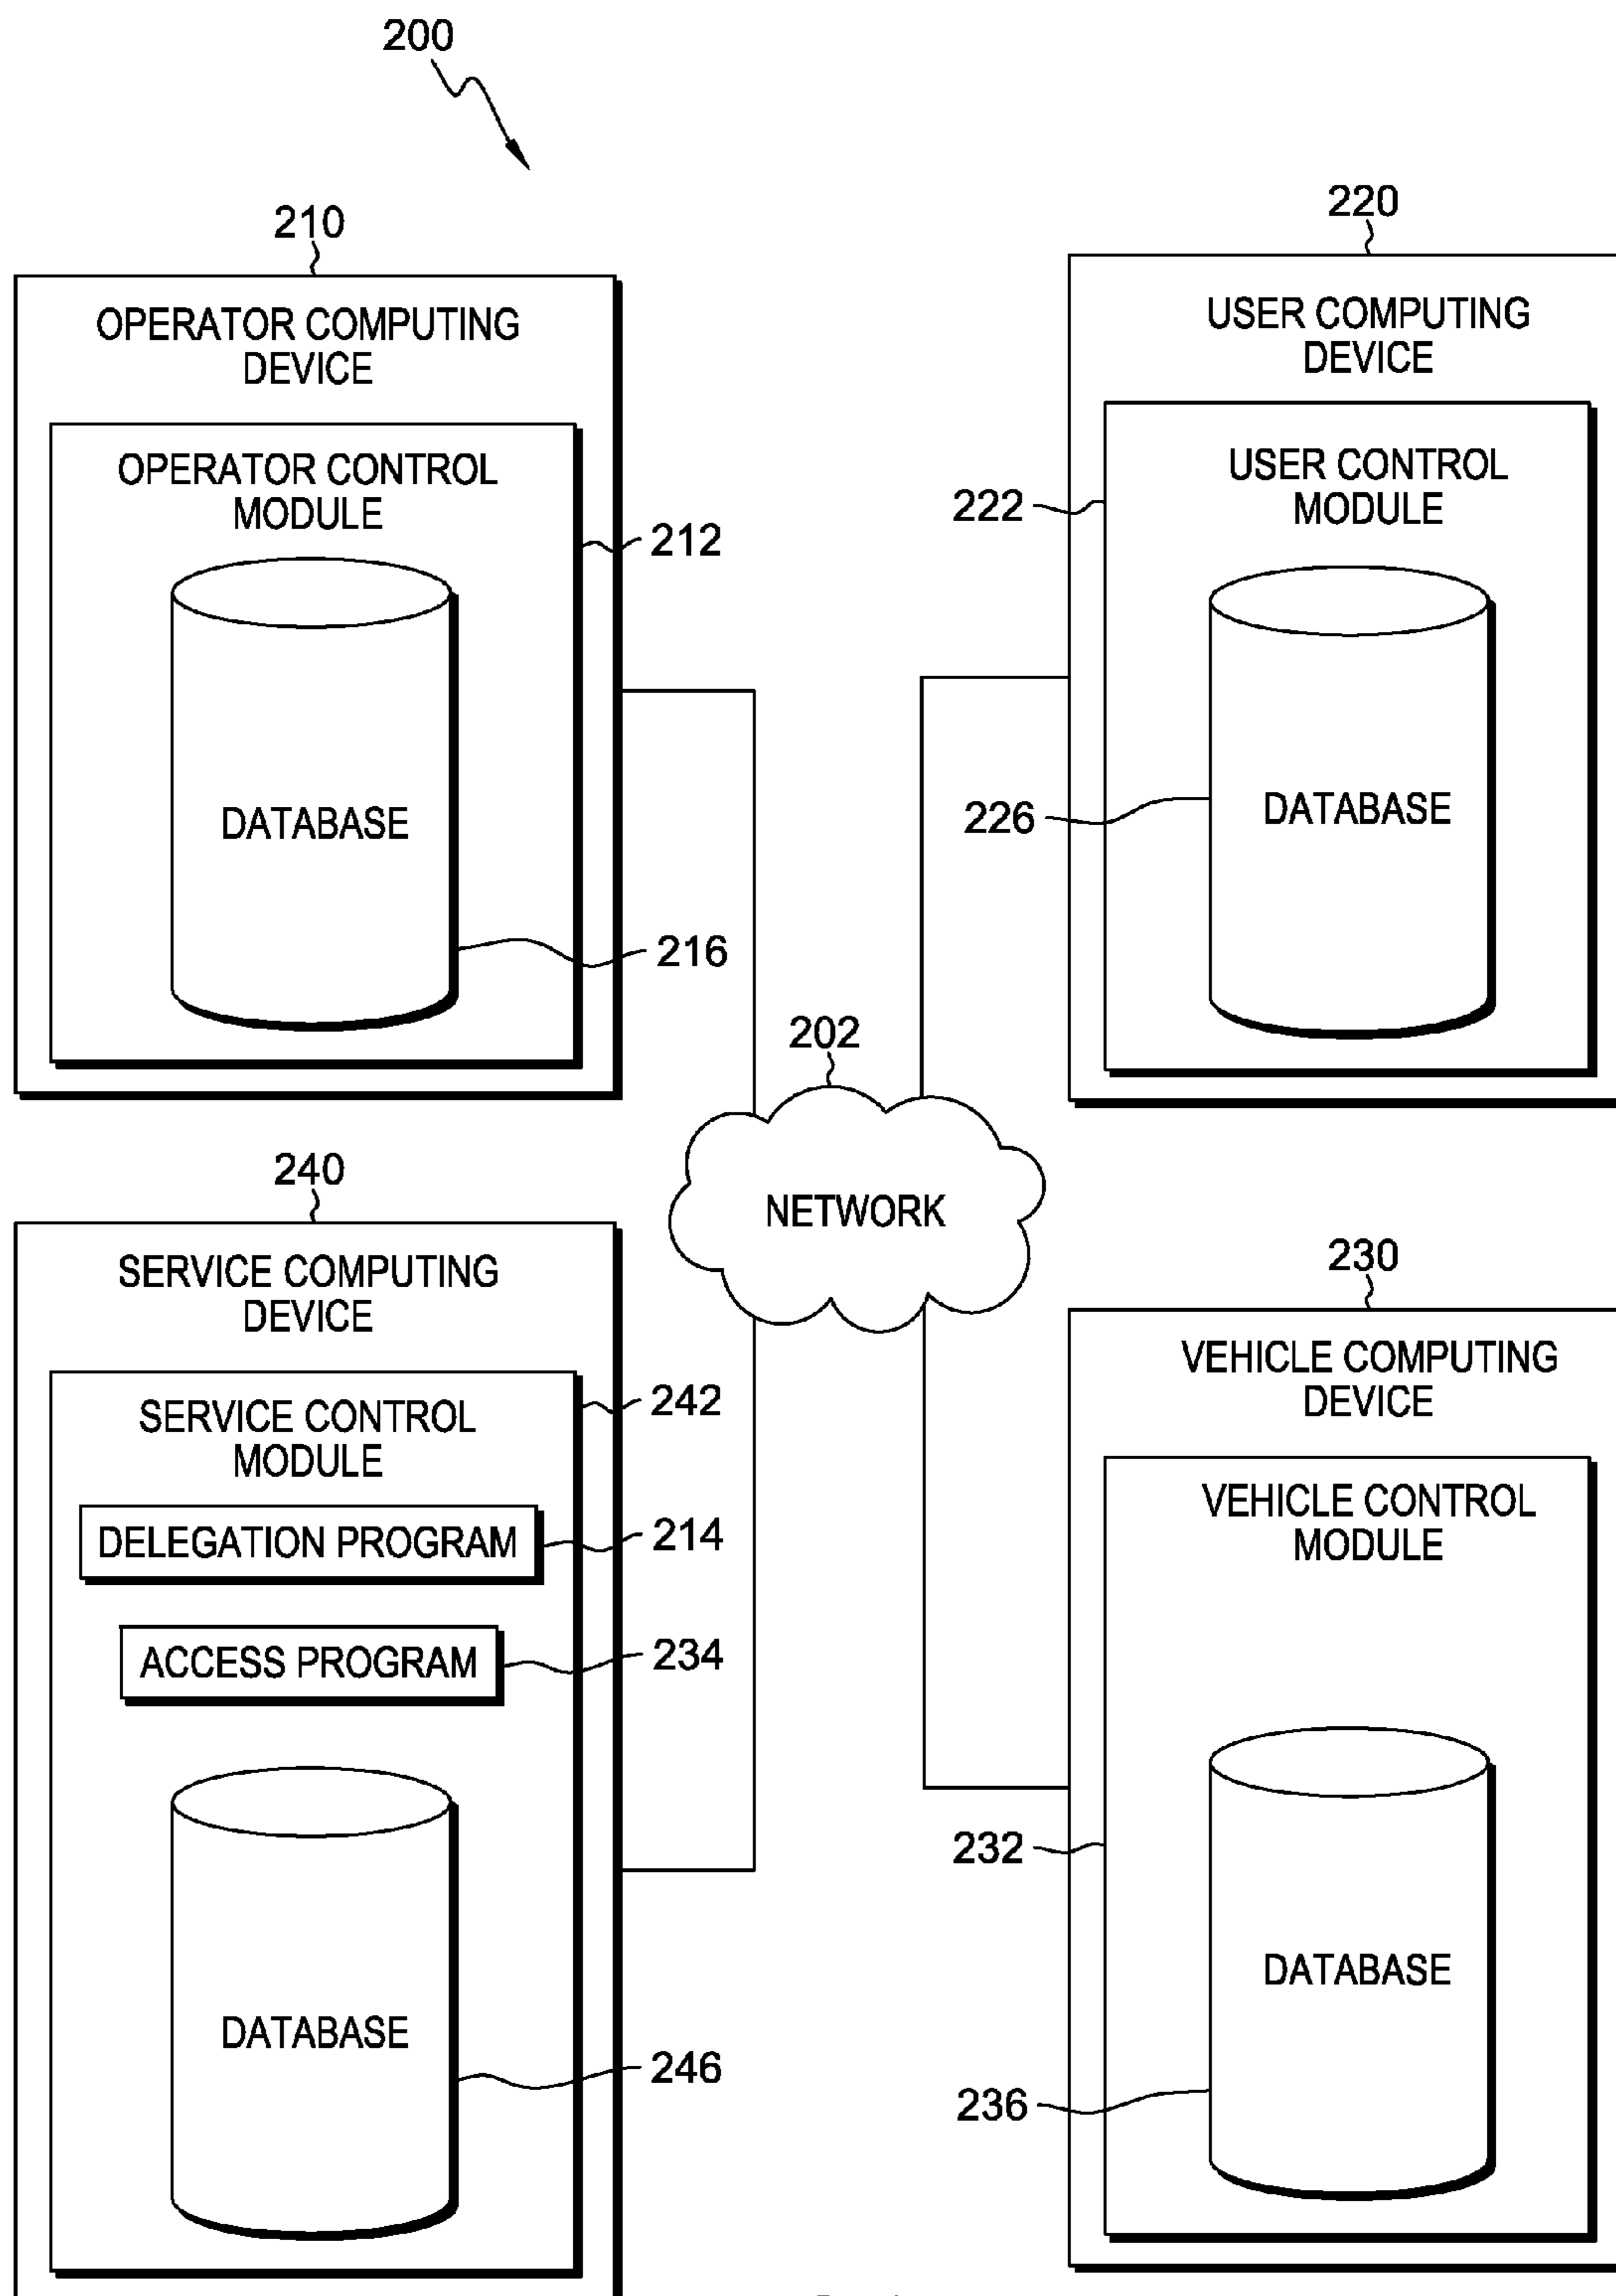 200
210
OPERATOR COMPUTING
DEVICE
OPERATOR CONTROL
MODULE
212
DATABASE
216
220
USER COMPUTING
DEVICE
USER CONTROL
MODULE
222
226
DATABASE
202
NETWORK
240
SERVICE COMPUTING
DEVICE
SERVICE CONTROL
MODULE
242
DELEGATION PROGRAM
214
ACCESS PROGRAM
234
DATABASE
246
230
VEHICLE COMPUTING
DEVICE
VEHICLE CONTROL
MODULE
232
DATABASE
236